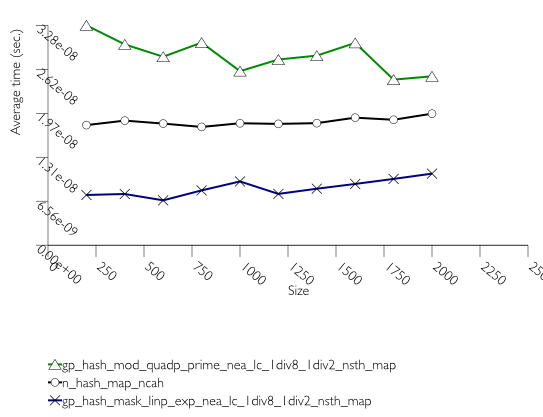 Average time (sec.)
3.28e-08
2.62e-08
1.97e-08
1.31e-08
6.56e-09
0.00e+00
0
250
500
750
1000
1250
1500
1750
2000
2250
Size
gp_hash_mod_quadp_prime_nea_lc_1div8_1div2_nsth_map
n_hash_map_ncah
gp_hash_mask_linp_exp_nea_lc_1div8_1div2_nsth_map